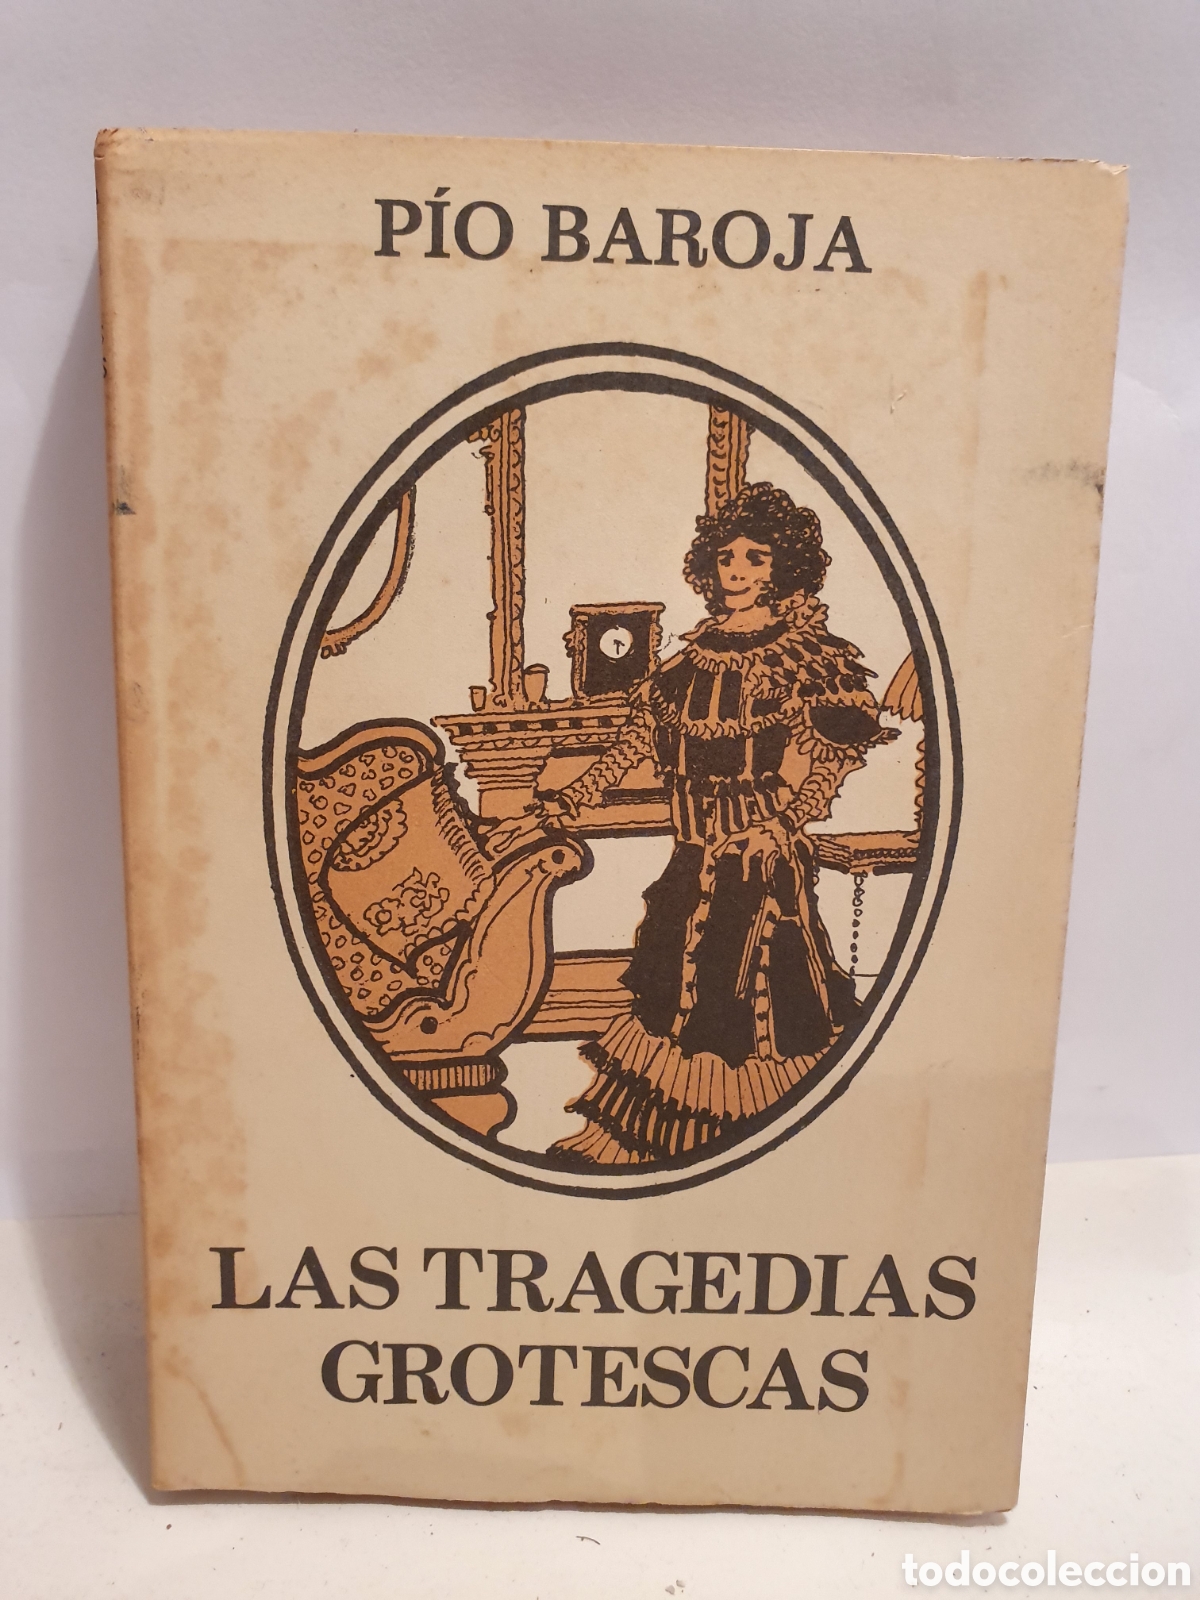 PÍO BAROJA
LAS TRAGEDIAS
GROTESCAS
todocoleccion